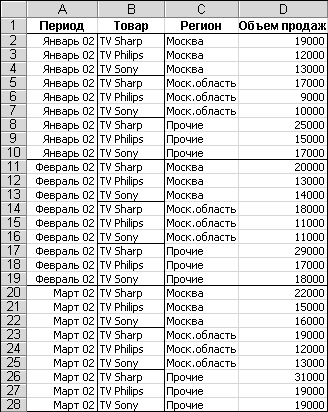 A B C D
1 Период Товар Регион Объем продаж
2 Январь 02 TV Sharp Москва 19000
3 Январь 02 TV Philips Москва 12000
4 Январь 02 TV Sony Москва 13000
5 Январь 02 TV Sharp Моск.область 17000
6 Январь 02 TV Philips Моск.область 9000
7 Январь 02 TV Sony Моск.область 10000
8 Январь 02 TV Sharp Прочие 25000
9 Январь 02 TV Philips Прочие 15000
10 Январь 02 TV Sony Прочие 17000
11 Февраль 02 TV Sharp Москва 20000
12 Февраль 02 TV Philips Москва 13000
13 Февраль 02 TV Sony Москва 14000
14 Февраль 02 TV Sharp Моск.область 18000
15 Февраль 02 TV Philips Моск.область 11000
16 Февраль 02 TV Sony Моск.область 11000
17 Февраль 02 TV Sharp Прочие 29000
18 Февраль 02 TV Philips Прочие 17000
19 Февраль 02 TV Sony Прочие 18000
20 Март 02 TV Sharp Москва 22000
21 Март 02 TV Philips Москва 15000
22 Март 02 TV Sony Москва 16000
23 Март 02 TV Sharp Моск.область 19000
24 Март 02 TV Philips Моск.область 12000
25 Март 02 TV Sony Моск.область 13000
26 Март 02 TV Sharp Прочие 31000
27 Март 02 TV Philips Прочие 19000
28 Март 02 TV Sony Прочие 19000